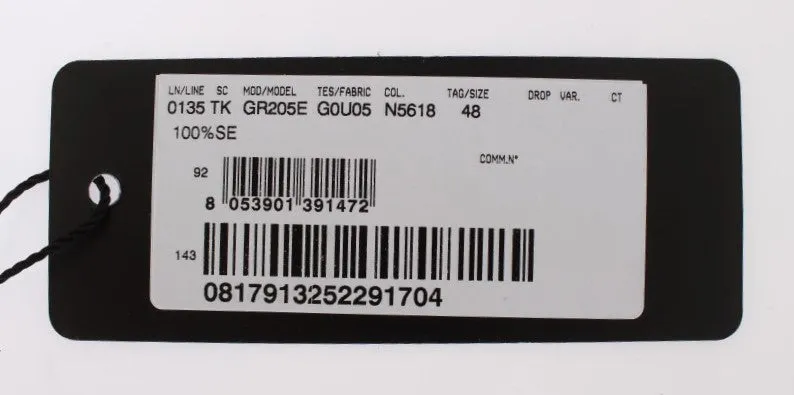 LN/LINE SC MOD/MODEL TES/FABRIC COL. TAG/SIZE DROP VAR. CT
0135 TK GR205E G0U05 N5618 48
100%SE
COMM.N°
92
8 053901 391472
143
0817913252291704